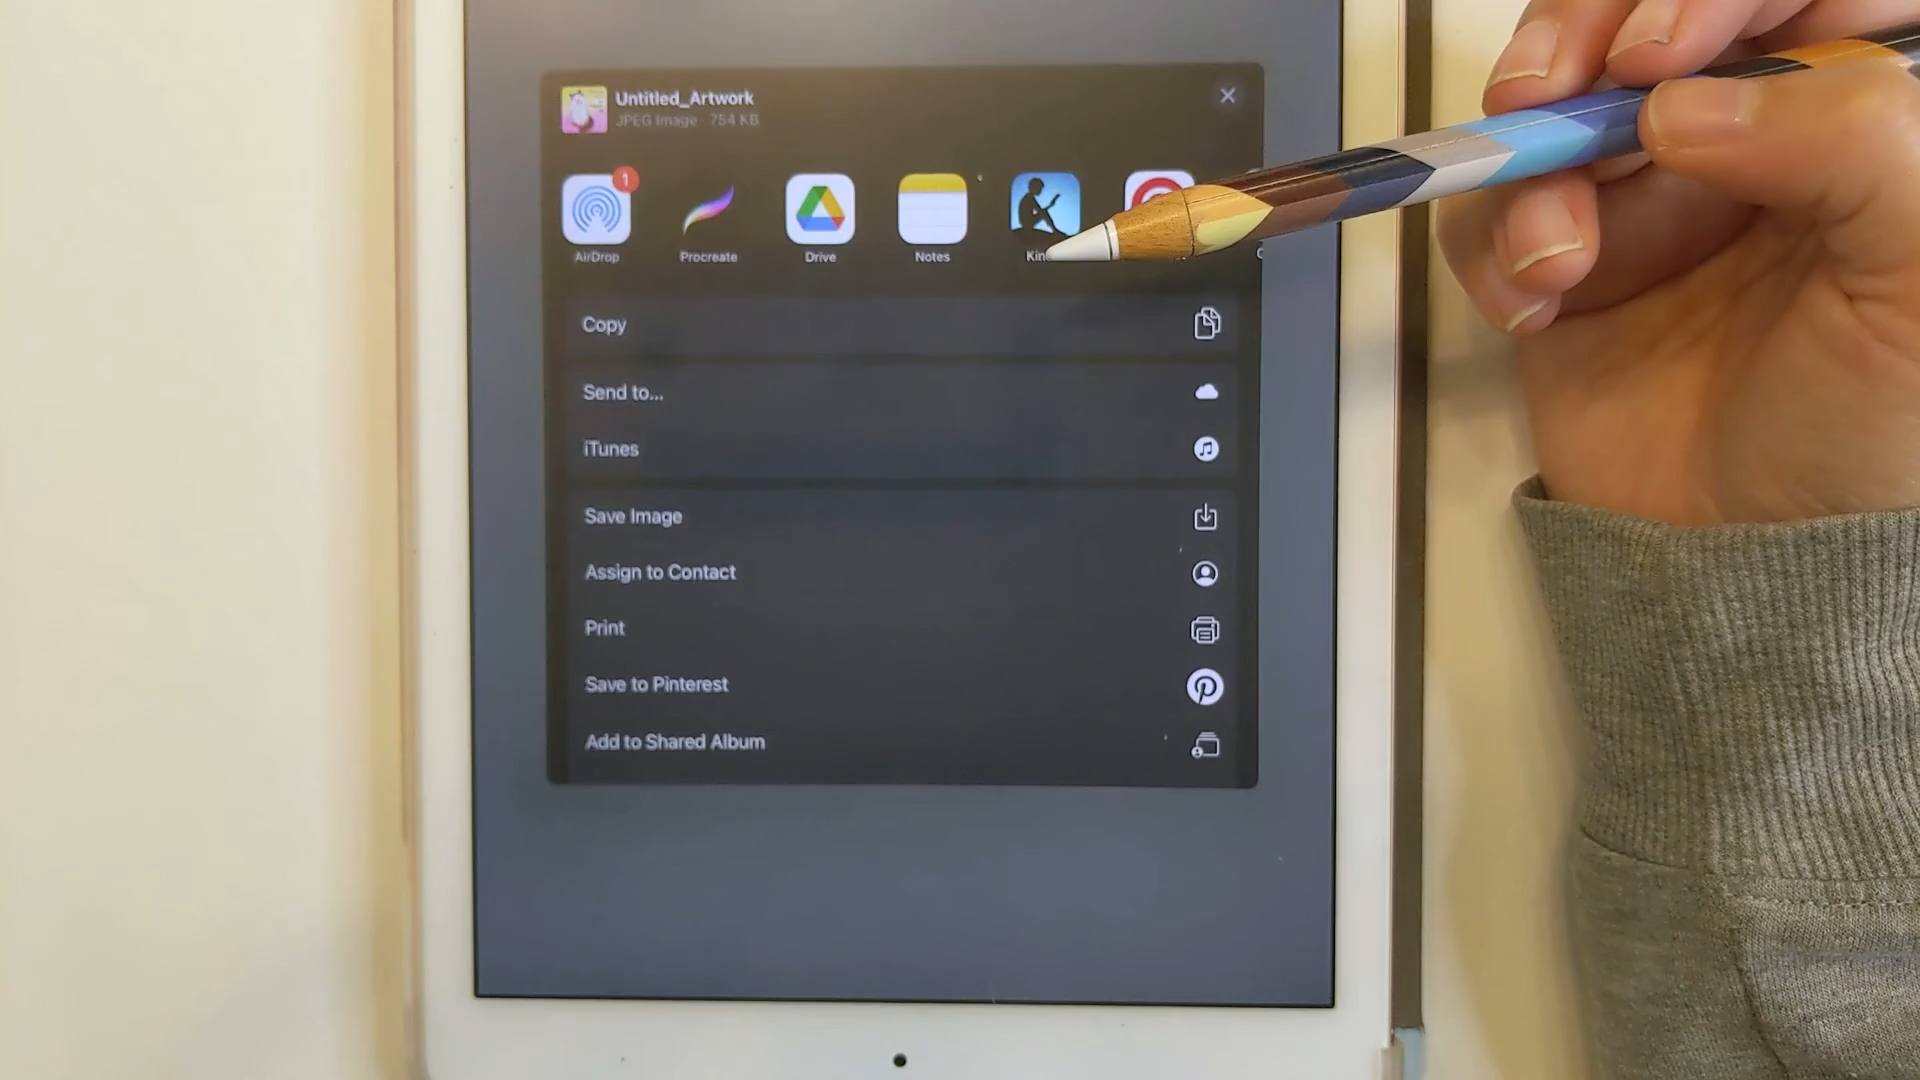 Untitled_Artwork
JPEG Image · 754 KB
1
AirDrop
Procreate
Drive
Notes
Kin
Copy
Send to...
iTunes
Save Image
Assign to Contact
Print
Save to Pinterest
Add to Shared Album